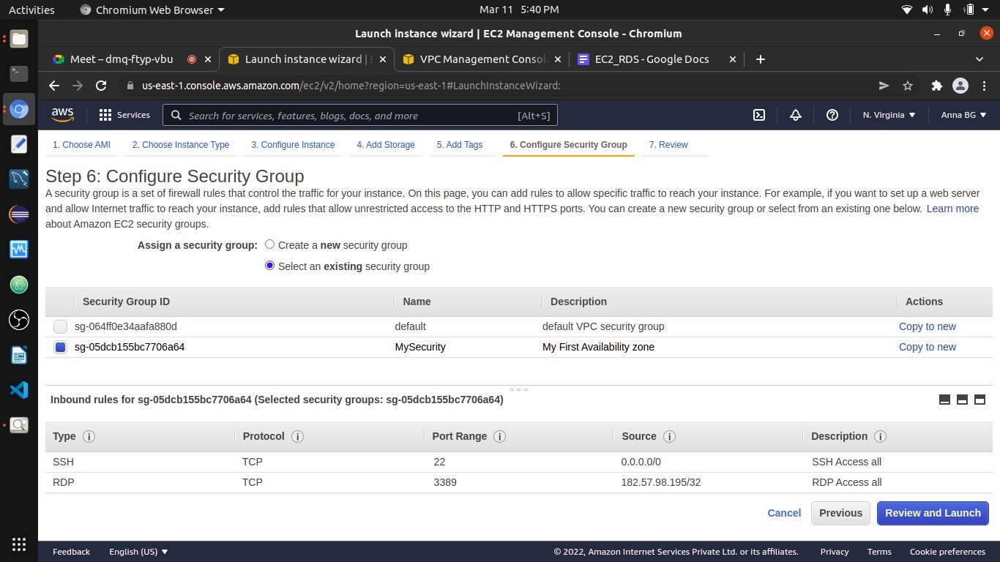 Activities Chromium Web Browser Mar 11 5:40 PM
Launch instance wizard | EC2 Management Console - Chromium
Meet – dmq-ftyp-vbu Launch instance wizard | VPC Management Consol EC2_RDS - Google Docs
us-east-1.console.aws.amazon.com/ec2/v2/home?region=us-east-1#LaunchInstanceWizard:
aws Services Search for services, features, blogs, docs, and more [Alt+S] N. Virginia Anna BG
1. Choose AMI 2. Choose Instance Type 3. Configure Instance 4. Add Storage 5. Add Tags 6. Configure Security Group 7. Review
Step 6: Configure Security Group
A security group is a set of firewall rules that control the traffic for your instance. On this page, you can add rules to allow specific traffic to reach your instance. For example, if you want to set up a web server
and allow Internet traffic to reach your instance, add rules that allow unrestricted access to the HTTP and HTTPS ports. You can create a new security group or select from an existing one below. Learn more
about Amazon EC2 security groups.
Assign a security group: Create a new security group
Select an existing security group
Security Group ID Name Description Actions
sg-064ff0e34aafa880d default default VPC security group Copy to new
sg-05dcb155bc7706a64 MySecurity My First Availability zone Copy to new
Inbound rules for sg-05dcb155bc7706a64 (Selected security groups: sg-05dcb155bc7706a64)
Type Protocol Port Range Source Description
SSH TCP 22 0.0.0.0/0 SSH Access all
RDP TCP 3389 182.57.98.195/32 RDP Access all
Cancel Previous Review and Launch
Feedback English (US) © 2022, Amazon Internet Services Private Ltd. or its affiliates. Privacy Terms Cookie preferences